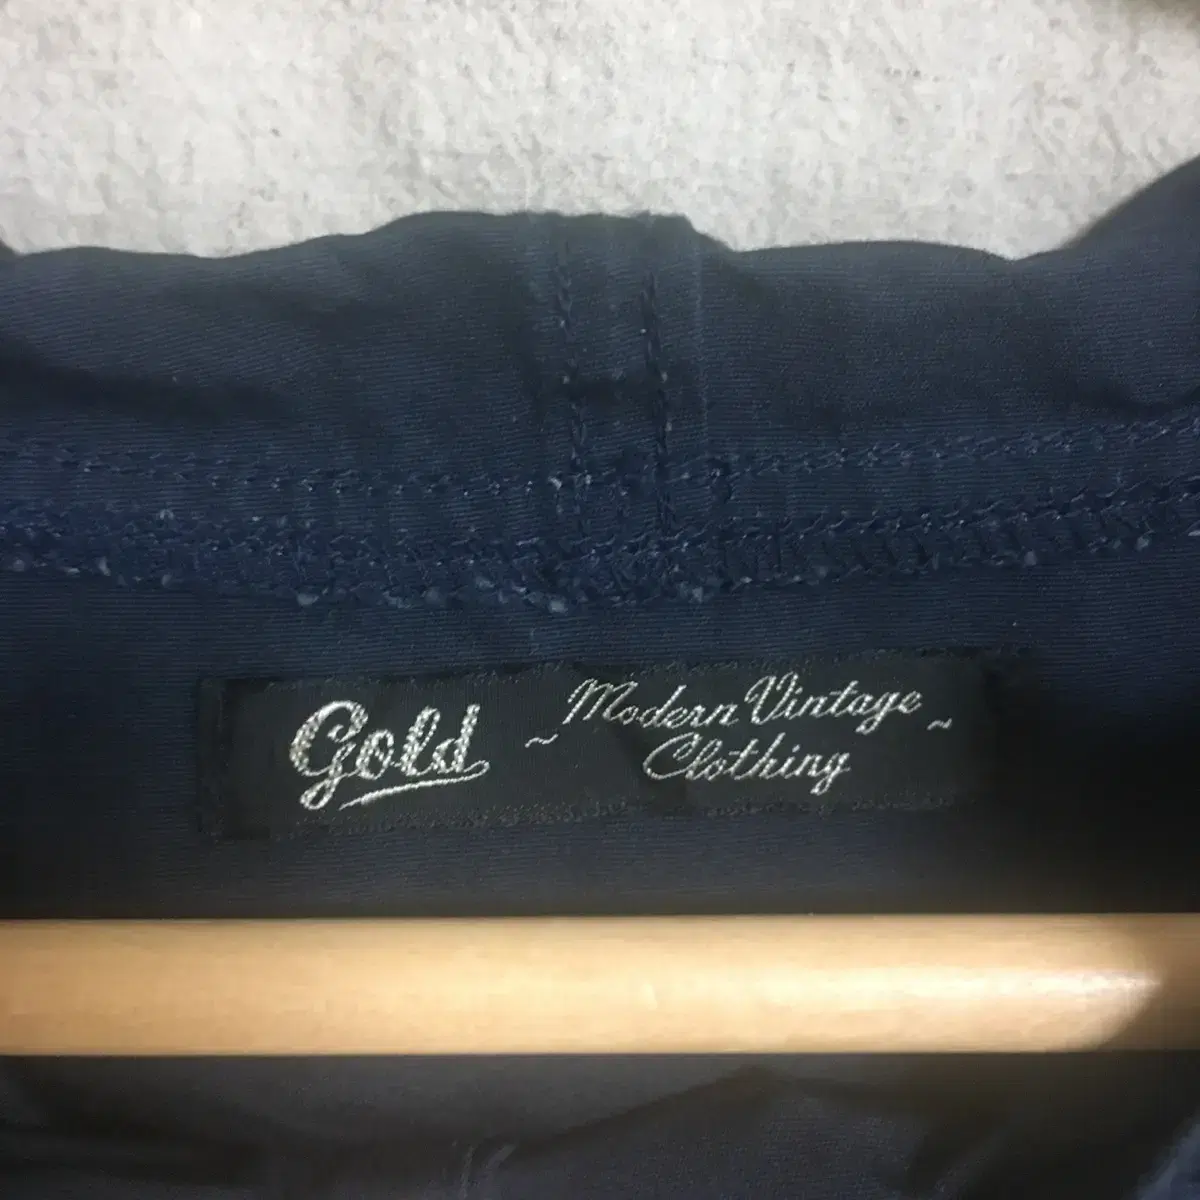 Gold
~ Modern Vintage ~
Clothing